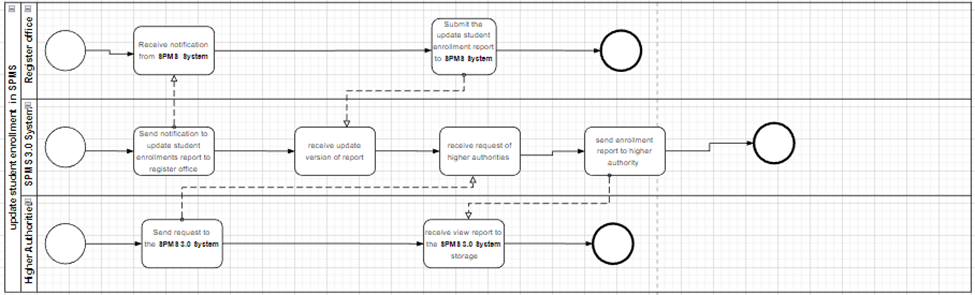 update student enrollment in SPMS
Register office
Receive notification
from SPMS System
Submit the
update student
enrollment report
to SPMS System
SPMS 3.0 System
Send notification to
update student
enrollments report to
register office
receive update
version of report
receive request of
higher authorities
send enrollment
report to higher
authority
Higher Authorities
Send request to
the SPMS 3.0 System
receive view report to
the SPMS 3.0 System
storage